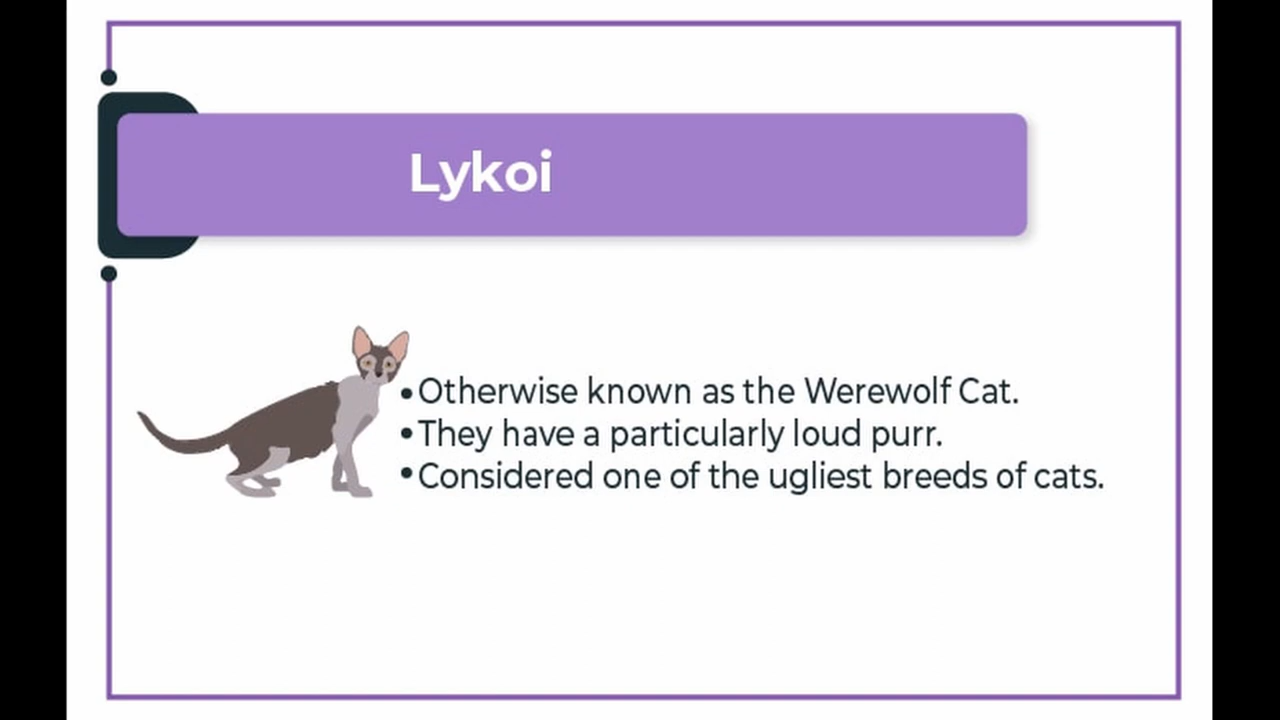 Lykoi
•Otherwise known as the Werewolf Cat.
•They have a particularly loud purr.
•Considered one of the ugliest breeds of cats.